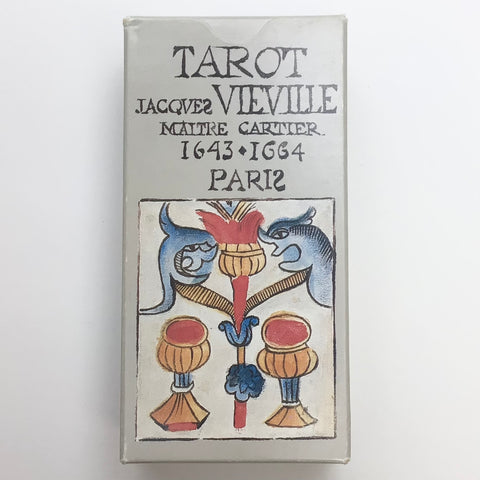 TAROT
JACQUES VIEVILLE
MAITRE CARTIER
1643 • 1664
PARIS